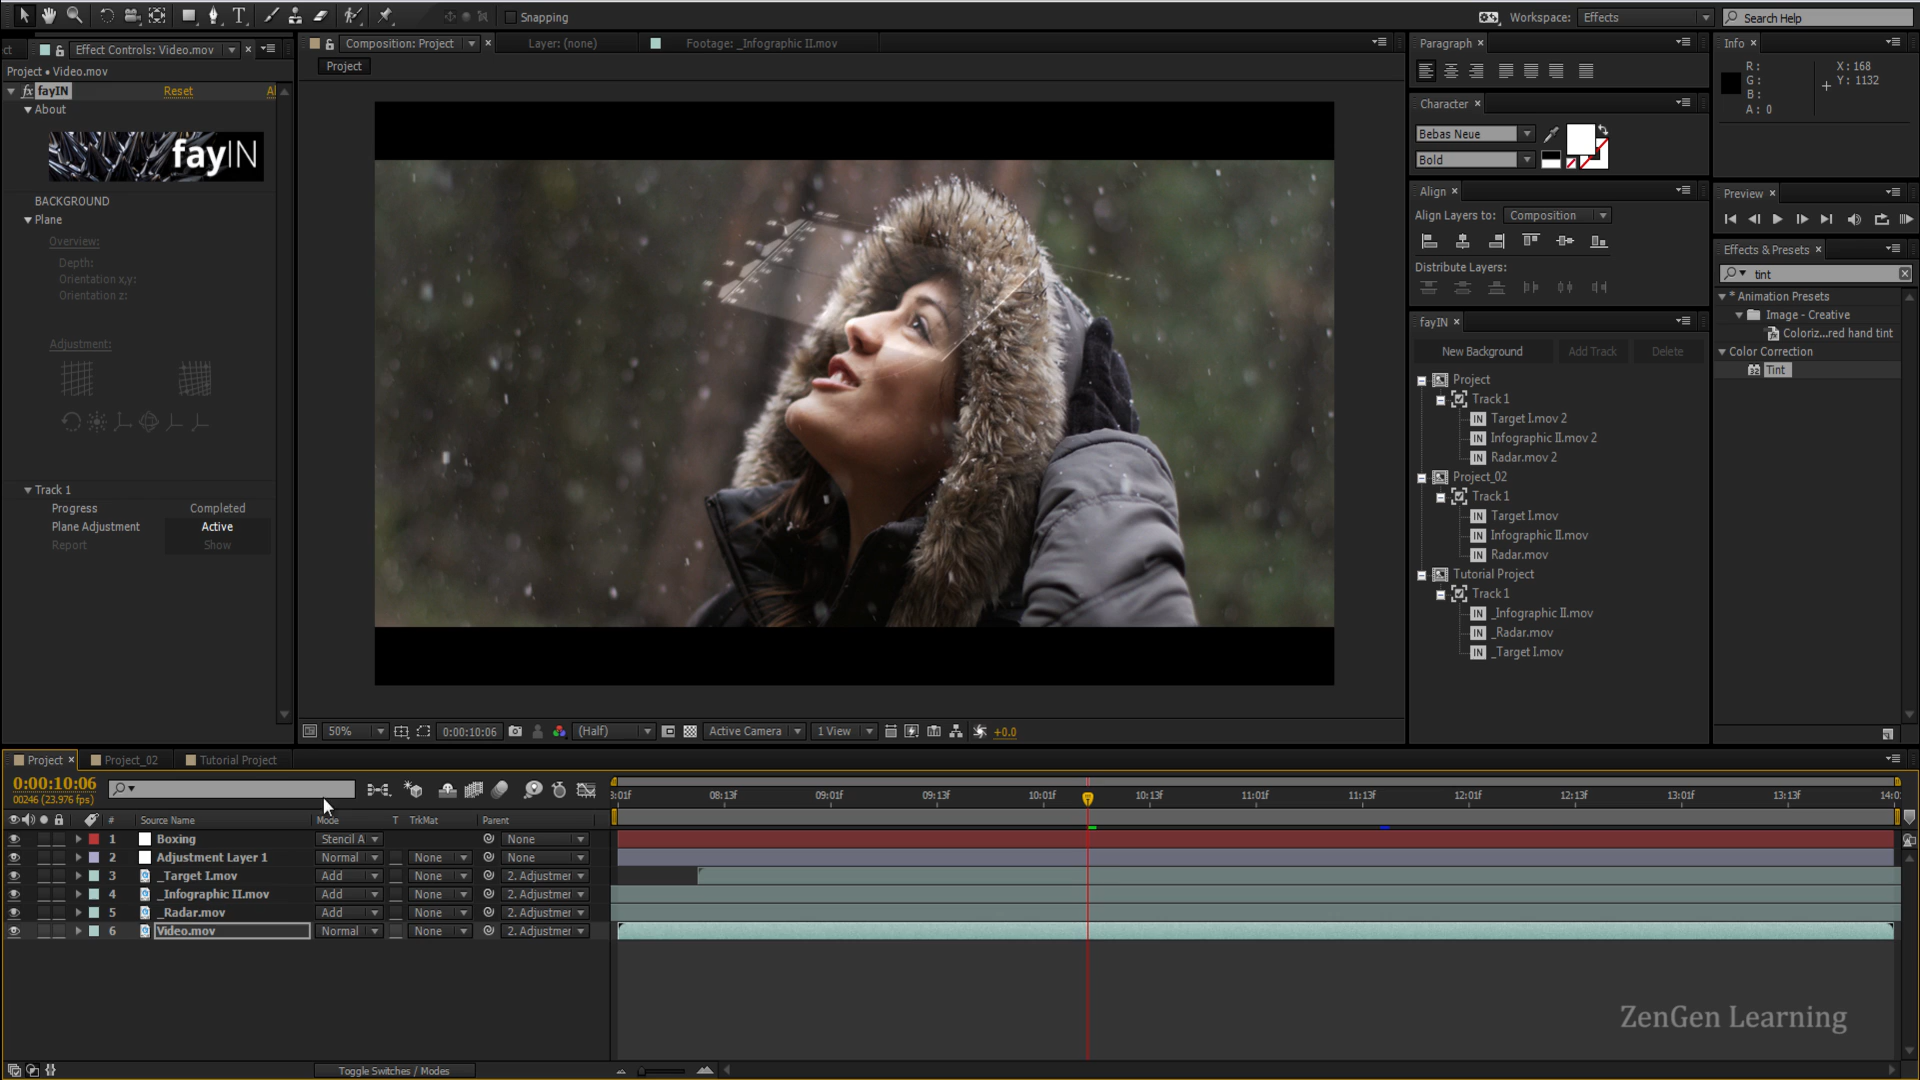 Snapping
Workspace: Effects
Search Help
Effect Controls: Video.mov
Composition: Project
Layer: (none)
Footage: _Infographic II.mov
Paragraph
Info
Project • Video.mov
Project
R:
G:
B:
A: 0
X: 168
Y: 1132
fx fayIN
Reset
About
fayIN
Character
Bebas Neue
Bold
BACKGROUND
Plane
Overview:
Depth:
Orientation x,y:
Orientation z:
Adjustment:
Track 1
Progress Completed
Plane Adjustment Active
Report Show
Align
Align Layers to: Composition
Distribute Layers:
Preview
Effects & Presets
tint
* Animation Presets
Image - Creative
Coloriz...red hand tint
Color Correction
Tint
fayIN
New Background Add Track Delete
Project
Track 1
IN Target I.mov 2
IN Infographic II.mov 2
IN Radar.mov 2
Project_02
Track 1
IN Target I.mov
IN Infographic II.mov
IN Radar.mov
Tutorial Project
Track 1
IN _Infographic II.mov
IN _Radar.mov
IN _Target I.mov
50%
0:00:10:06
(Half)
Active Camera
1 View
+0.0
Project
Project_02
Tutorial Project
0:00:10:06
00246 (23.976 fps)
08:13f 09:01f 09:13f 10:01f 10:13f 11:01f 11:13f 12:01f 12:13f 13:01f 13:13f
# Source Name Mode T TrkMat Parent
1 Boxing Stencil A None
2 Adjustment Layer 1 Normal None None
3 _Target I.mov Add None 2. Adjustmer
4 _Infographic II.mov Add None 2. Adjustmer
5 _Radar.mov Add None 2. Adjustmer
6 Video.mov Normal None 2. Adjustmer
ZenGen Learning
Toggle Switches / Modes